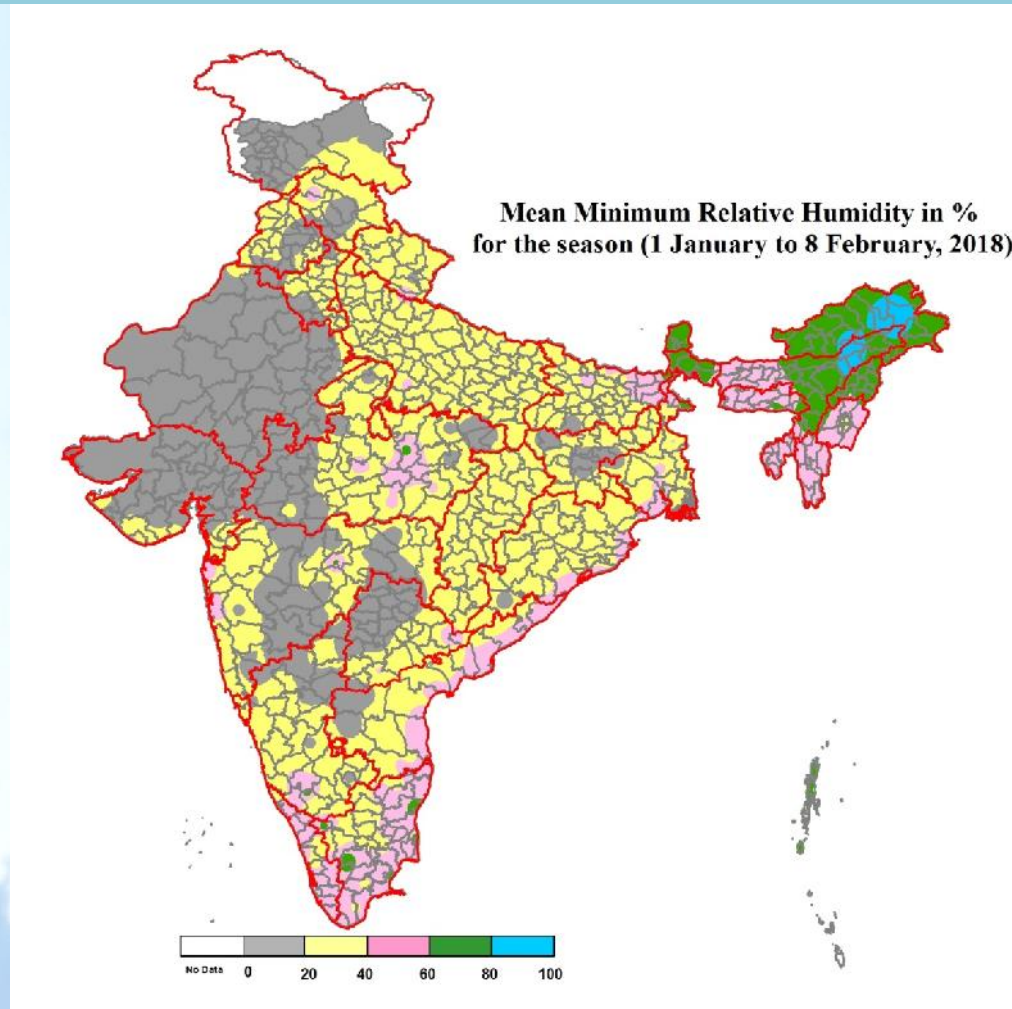 Mean Minimum Relative Humidity in %
for the season (1 January to 8 February, 2018)
No Data 0 20 40 60 80 100